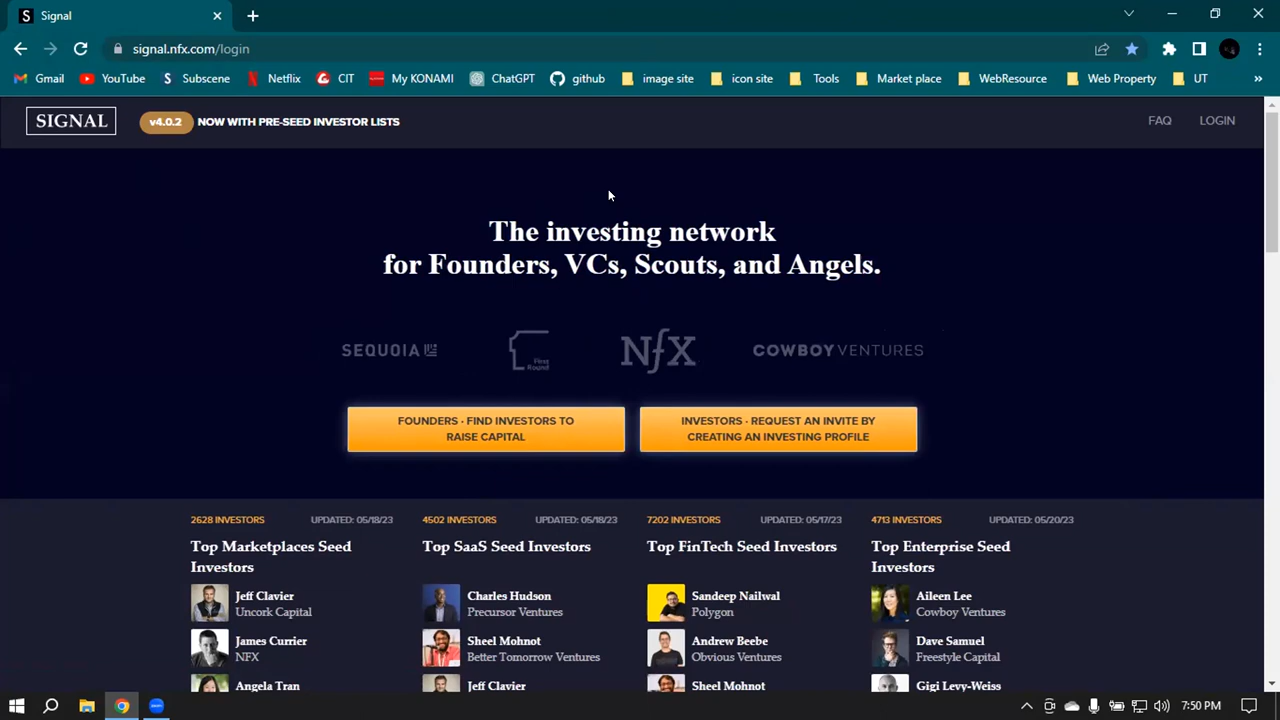 Signal
signal.nfx.com/login
Gmail YouTube Subscene Netflix CIT My KONAMI ChatGPT github image site icon site Tools Market place WebResource Web Property UT »
SIGNAL v4.0.2 NOW WITH PRE-SEED INVESTOR LISTS FAQ LOGIN
The investing network
for Founders, VCs, Scouts, and Angels.
SEQUOIA First Round NFX COWBOY VENTURES
FOUNDERS · FIND INVESTORS TO
RAISE CAPITAL
INVESTORS · REQUEST AN INVITE BY
CREATING AN INVESTING PROFILE
2628 INVESTORS UPDATED: 05/18/23
Top Marketplaces Seed
Investors
Jeff Clavier
Uncork Capital
James Currier
NFX
Angela Tran
4502 INVESTORS UPDATED: 05/18/23
Top SaaS Seed Investors
Charles Hudson
Precursor Ventures
Sheel Mohnot
Better Tomorrow Ventures
Jeff Clavier
7202 INVESTORS UPDATED: 05/17/23
Top FinTech Seed Investors
Sandeep Nailwal
Polygon
Andrew Beebe
Obvious Ventures
Sheel Mohnot
4713 INVESTORS UPDATED: 05/20/23
Top Enterprise Seed
Investors
Aileen Lee
Cowboy Ventures
Dave Samuel
Freestyle Capital
Gigi Levy-Weiss
7:50 PM